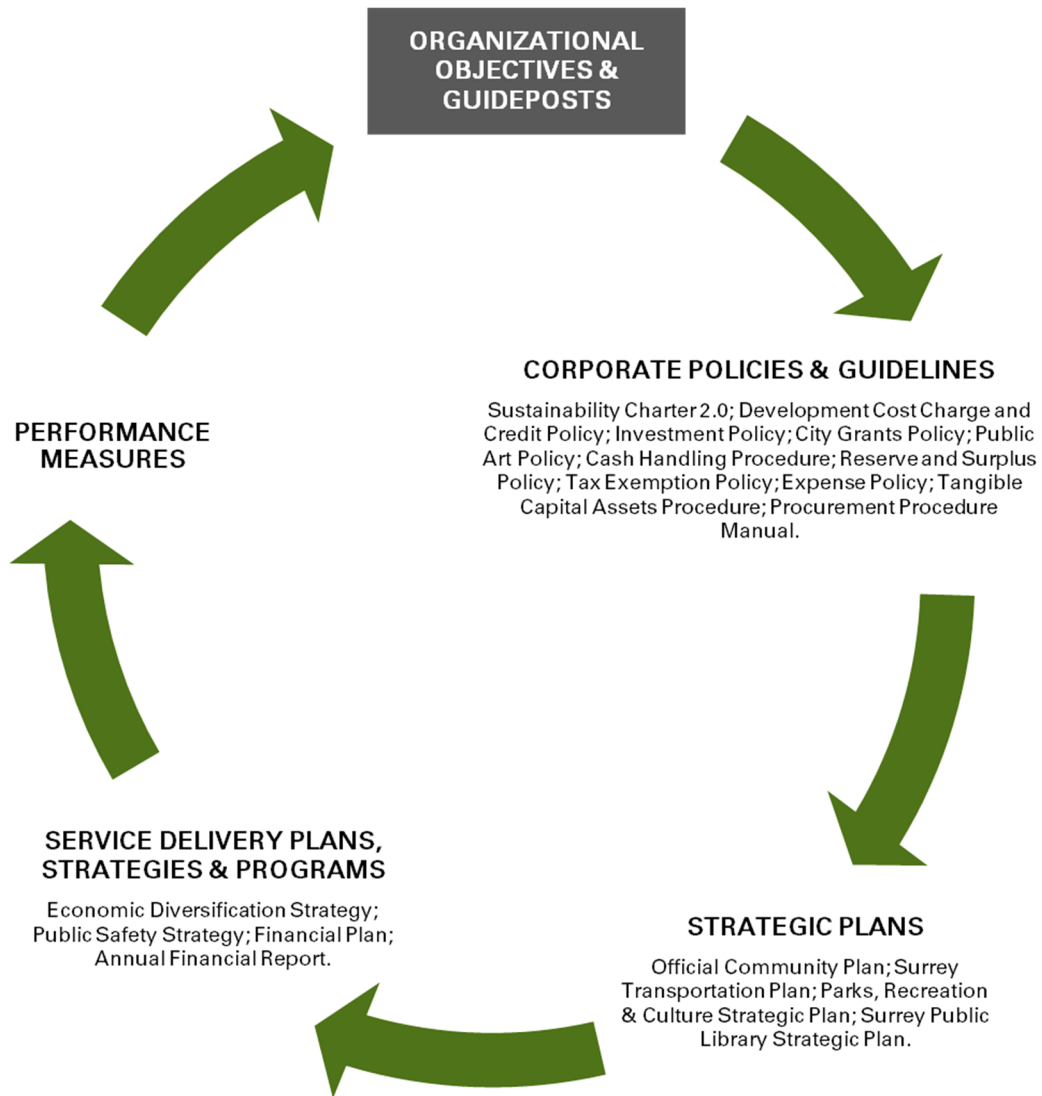 ORGANIZATIONAL
OBJECTIVES &
GUIDEPOSTS
CORPORATE POLICIES & GUIDELINES
Sustainability Charter 2.0; Development Cost Charge and
Credit Policy; Investment Policy; City Grants Policy; Public
Art Policy; Cash Handling Procedure; Reserve and Surplus
Policy; Tax Exemption Policy; Expense Policy; Tangible
Capital Assets Procedure; Procurement Procedure
Manual.
STRATEGIC PLANS
Official Community Plan; Surrey
Transportation Plan; Parks, Recreation
& Culture Strategic Plan; Surrey Public
Library Strategic Plan.
SERVICE DELIVERY PLANS,
STRATEGIES & PROGRAMS
Economic Diversification Strategy;
Public Safety Strategy; Financial Plan;
Annual Financial Report.
PERFORMANCE
MEASURES